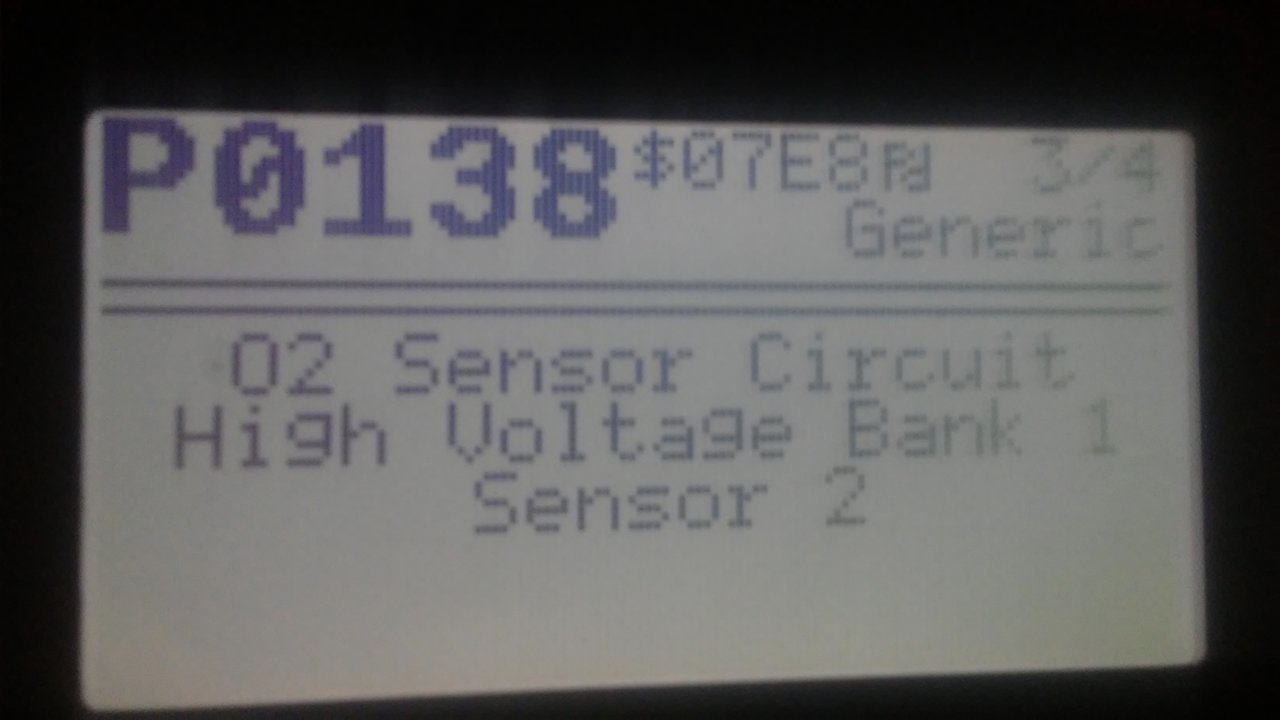 P0138 $07E8 3/4
Generic
O2 Sensor Circuit
High Voltage Bank 1
Sensor 2